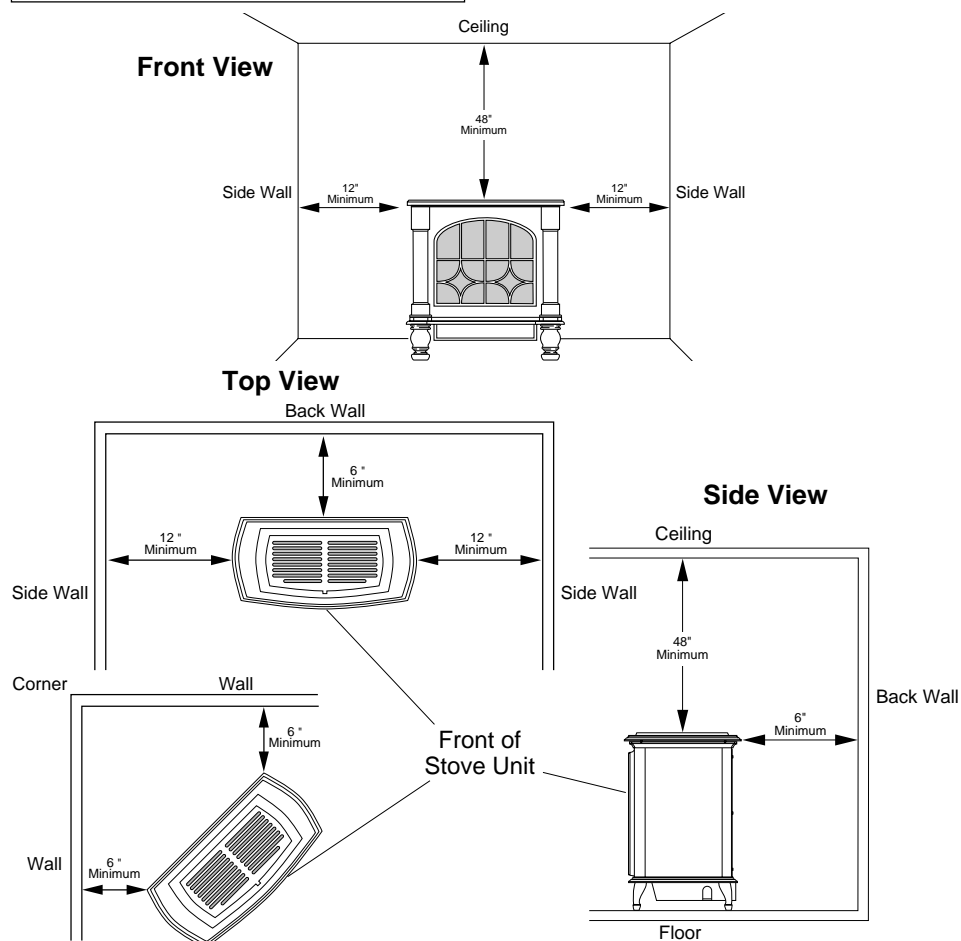 Ceiling
Front View
48"
Minimum
Side Wall
12"
Minimum
12"
Minimum
Side Wall
Top View
Back Wall
6 "
Minimum
12 "
Minimum
12 "
Minimum
Side Wall
Side Wall
Side View
Ceiling
48"
Minimum
6"
Minimum
Back Wall
Floor
Corner
Wall
6 "
Minimum
Wall
6 "
Minimum
Front of
Stove Unit